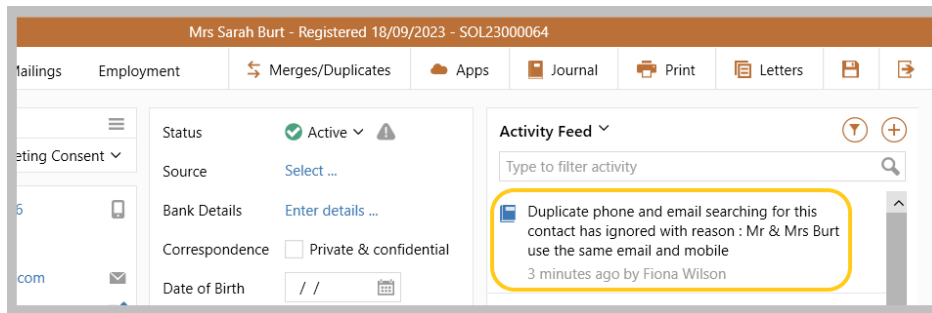 Mrs Sarah Burt - Registered 18/09/2023 - SOL23000064
Mailings Employment Merges/Duplicates Apps Journal Print Letters
eting Consent
6
com
Status Active
Source Select ...
Bank Details Enter details ...
Correspondence Private & confidential
Date of Birth / /
Activity Feed
Type to filter activity
Duplicate phone and email searching for this
contact has ignored with reason : Mr & Mrs Burt
use the same email and mobile
3 minutes ago by Fiona Wilson